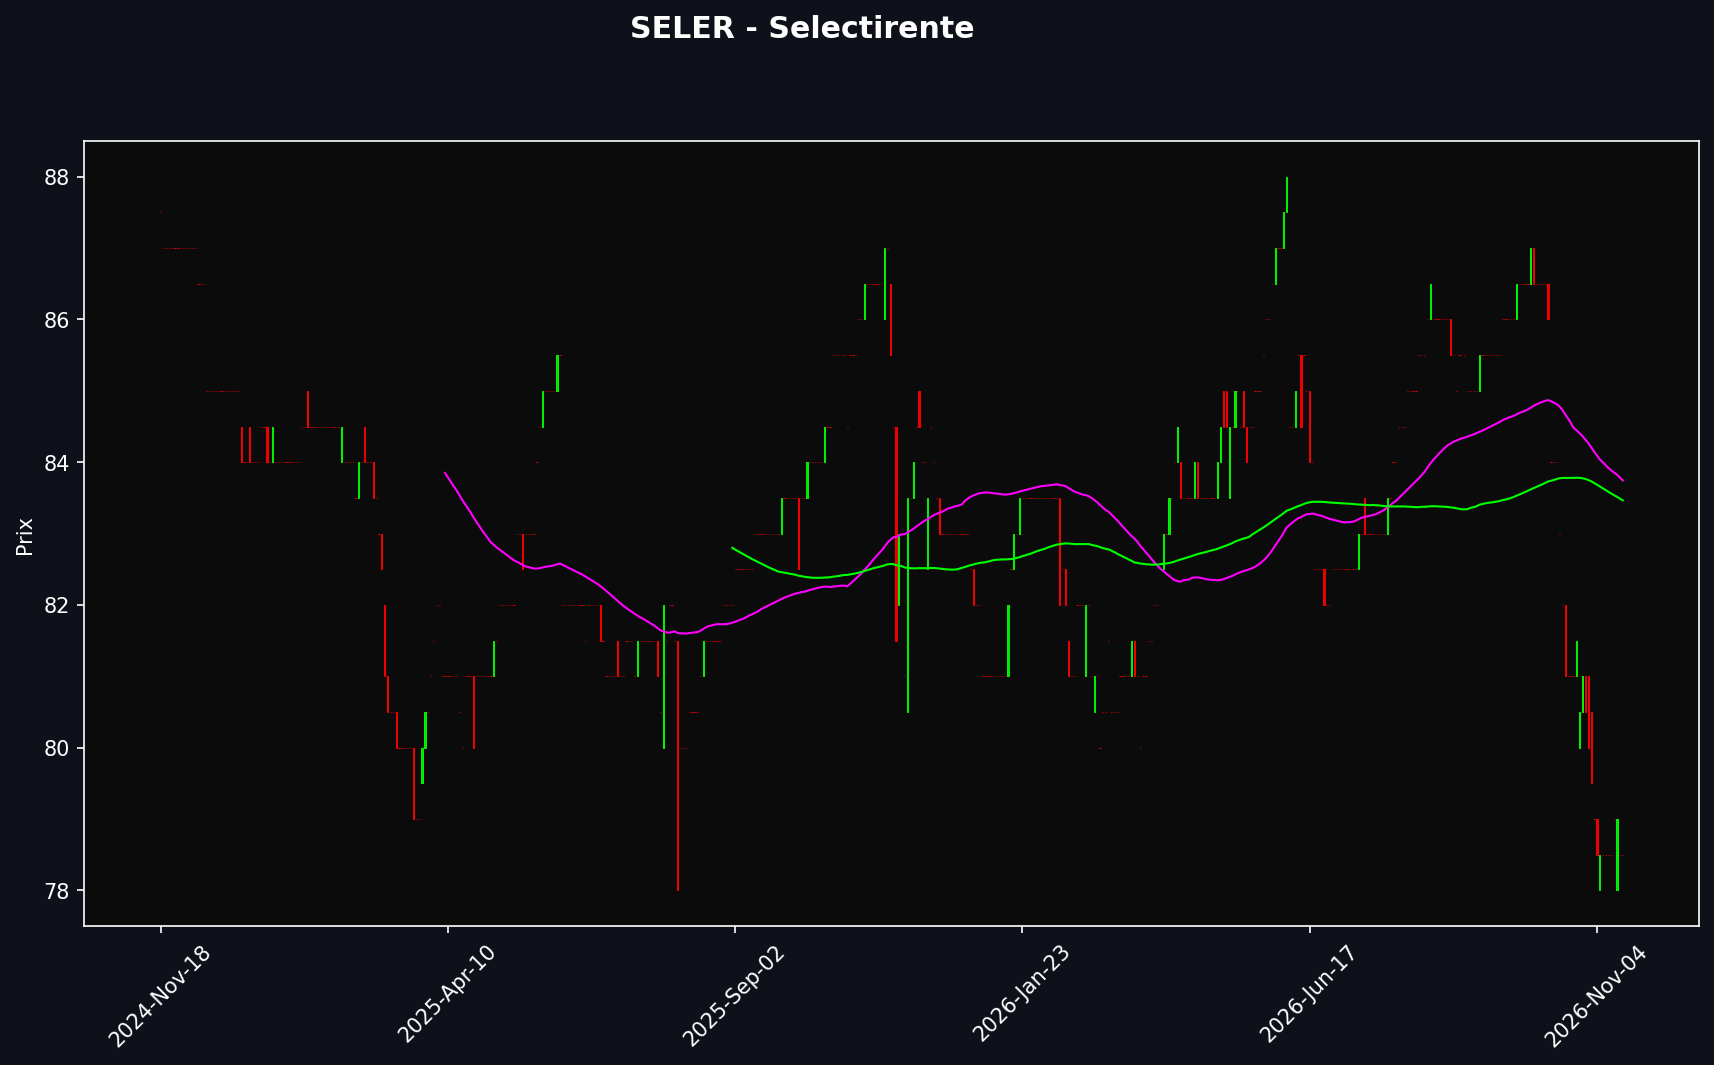 SELER - Selectirente
Prix
88
86
84
82
80
78
2024-Nov-18
2025-Apr-10
2025-Sep-02
2026-Jan-23
2026-Jun-17
2026-Nov-04